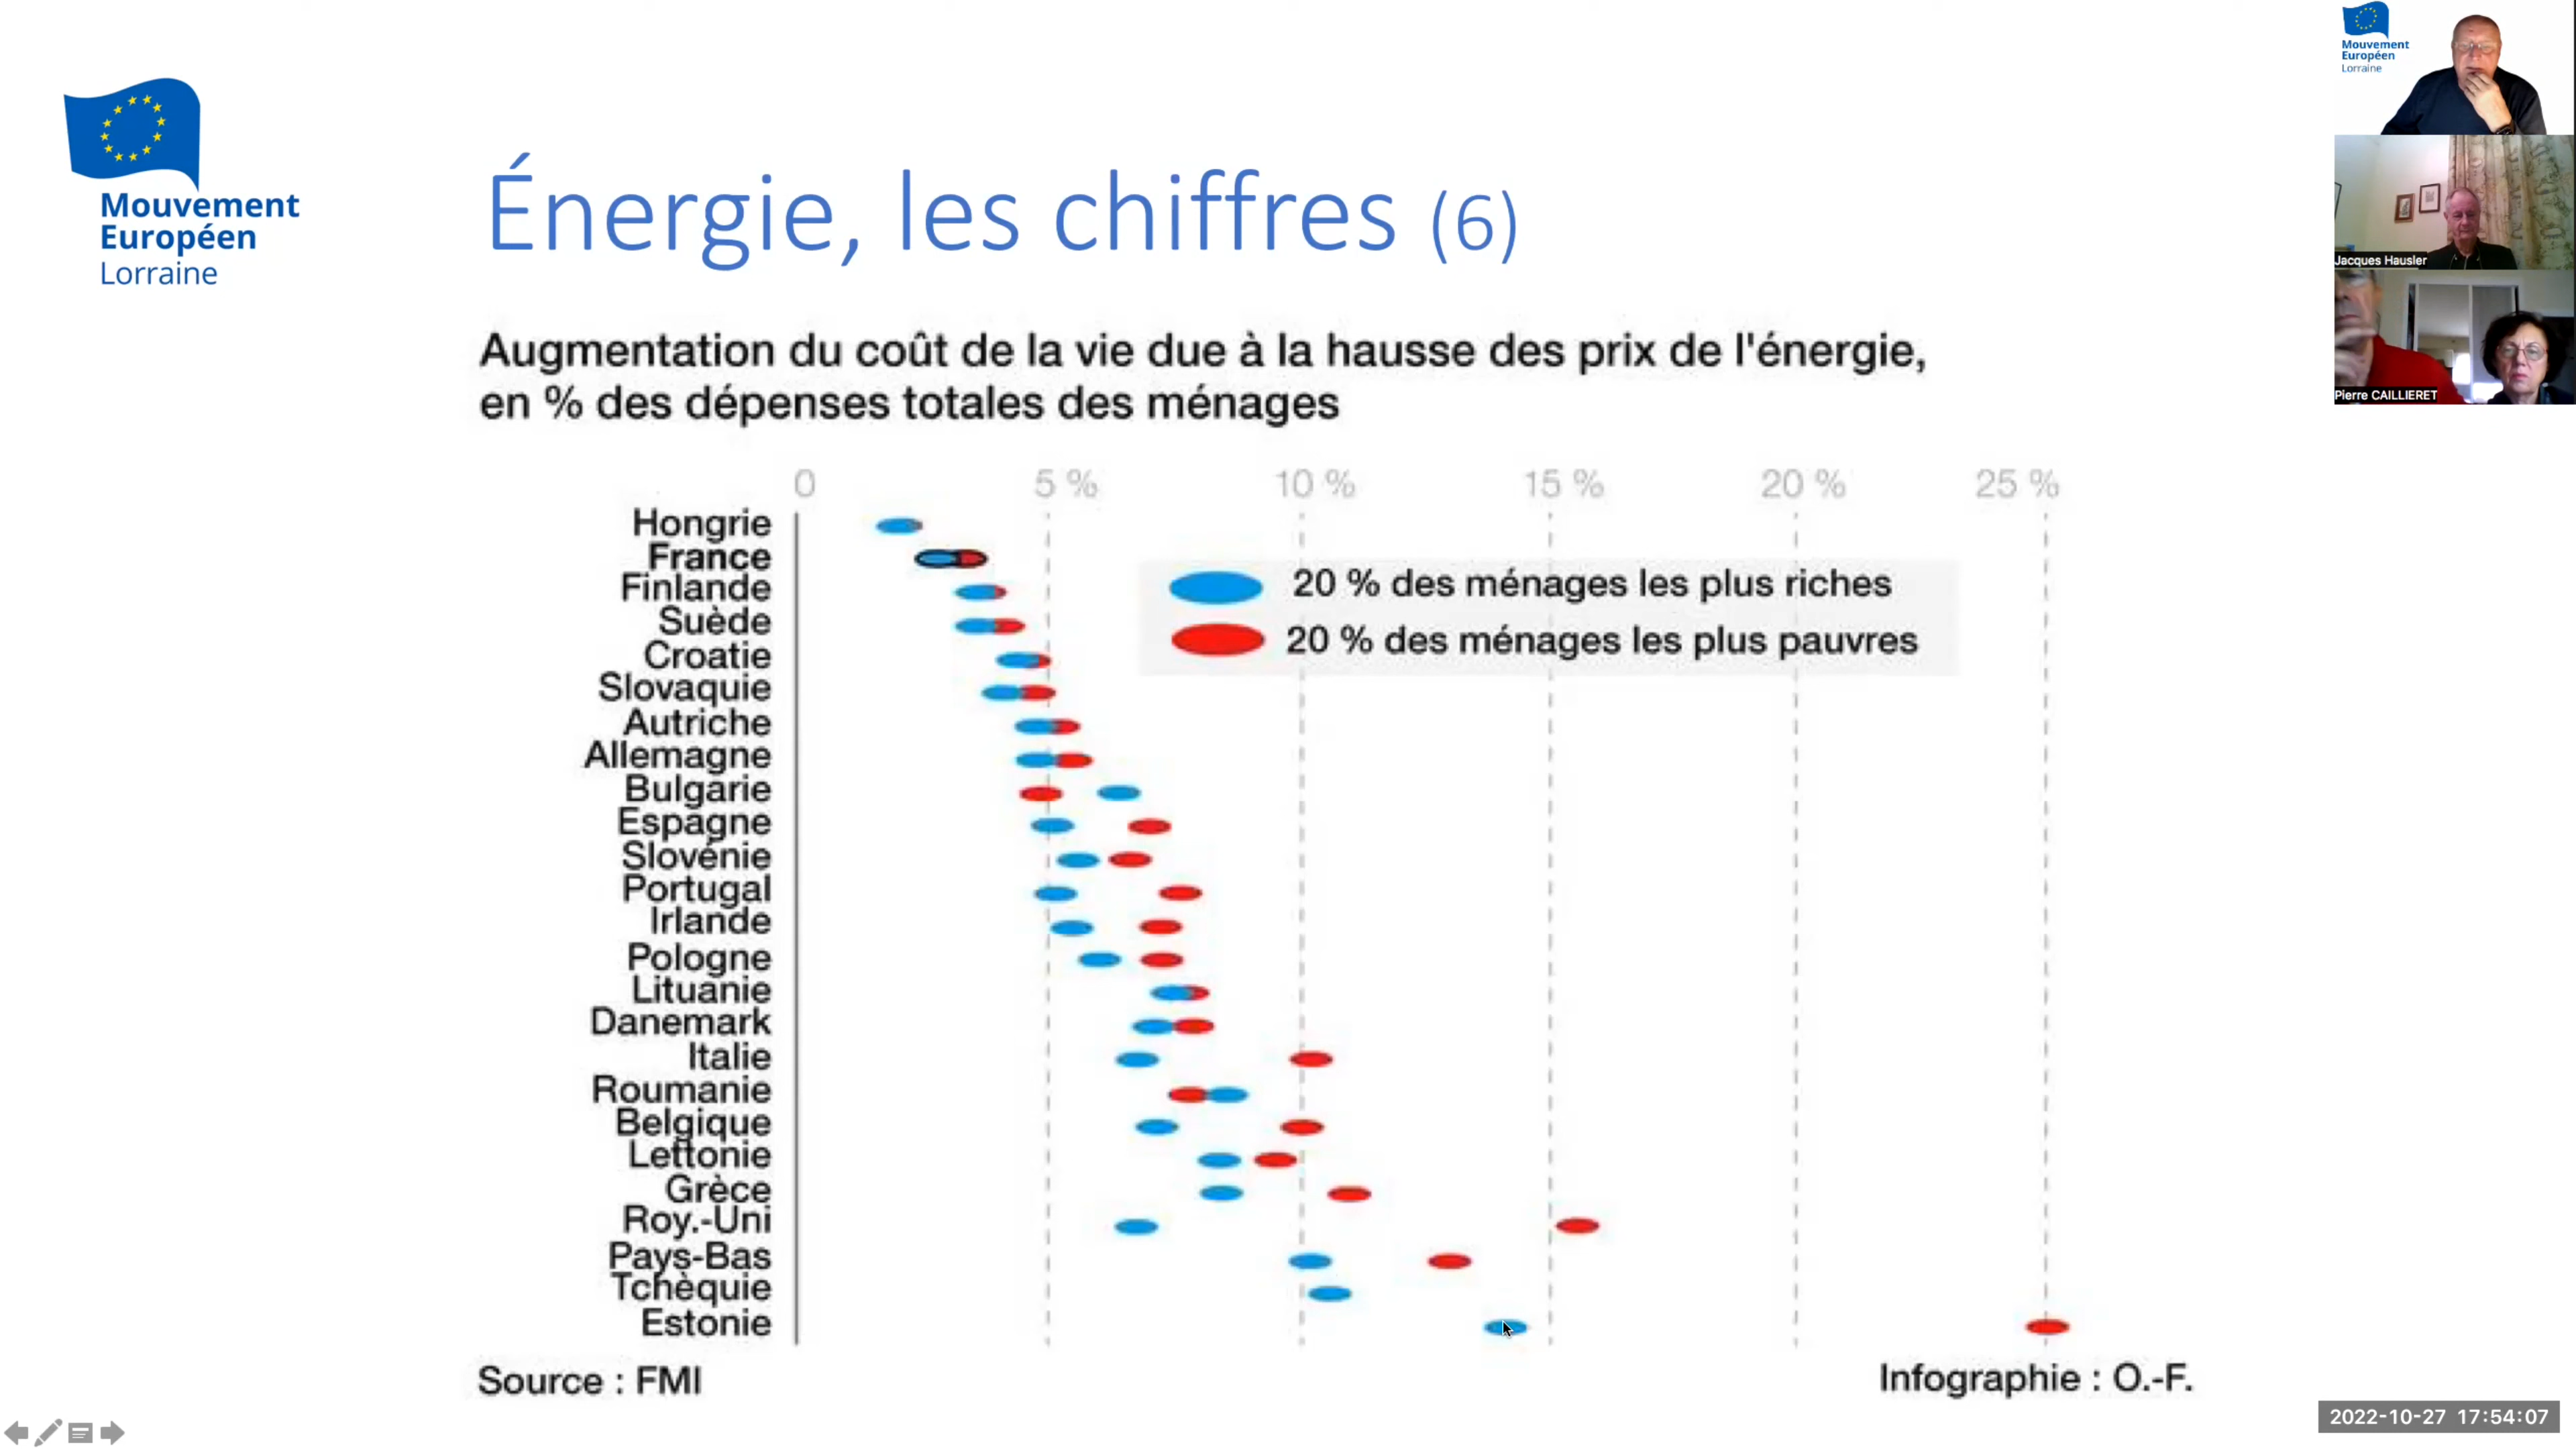 Mouvement
Européen
Lorraine
Énergie, les chiffres (6)
Augmentation du coût de la vie due à la hausse des prix de l'énergie,
en % des dépenses totales des ménages
0 5 % 10 % 15 % 20 % 25 %
Hongrie
France
Finlande
Suède
Croatie
Slovaquie
Autriche
Allemagne
Bulgarie
Espagne
Slovénie
Portugal
Irlande
Pologne
Lituanie
Danemark
Italie
Roumanie
Belgique
Lettonie
Grèce
Roy.-Uni
Pays-Bas
Tchèquie
Estonie
20 % des ménages les plus riches
20 % des ménages les plus pauvres
Source : FMI
Infographie : O.-F.
Mouvement
Européen
Lorraine
Jacques Hausler
Pierre CAILLIERET
2022-10-27 17:54:07